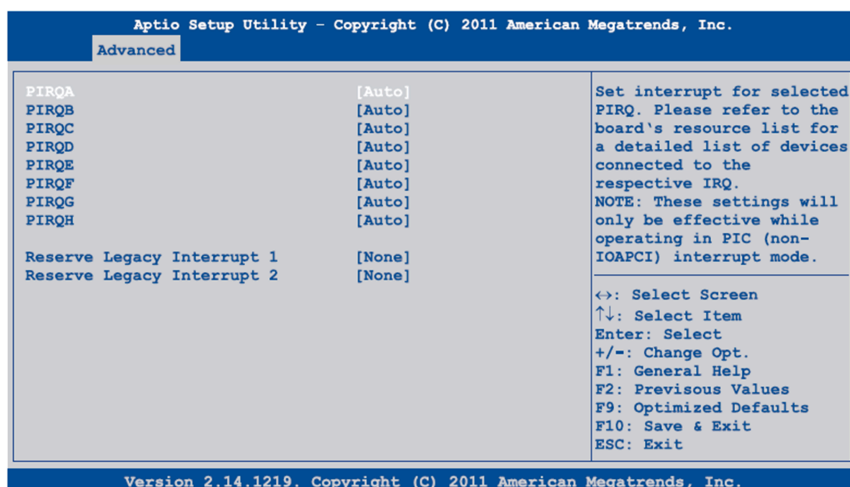 Aptio Setup Utility – Copyright (C) 2011 American Megatrends, Inc.
Advanced
PIRQA [Auto]
PIRQB [Auto]
PIRQC [Auto]
PIRQD [Auto]
PIRQE [Auto]
PIRQF [Auto]
PIRQG [Auto]
PIRQH [Auto]
Reserve Legacy Interrupt 1 [None]
Reserve Legacy Interrupt 2 [None]
Set interrupt for selected
PIRQ. Please refer to the
board's resource list for
a detailed list of devices
connected to the
respective IRQ.
NOTE: These settings will
only be effective while
operating in PIC (non-
IOAPCI) interrupt mode.
↔: Select Screen
↑↓: Select Item
Enter: Select
+/-: Change Opt.
F1: General Help
F2: Previsous Values
F9: Optimized Defaults
F10: Save & Exit
ESC: Exit
Version 2.14.1219. Copyright (C) 2011 American Megatrends, Inc.